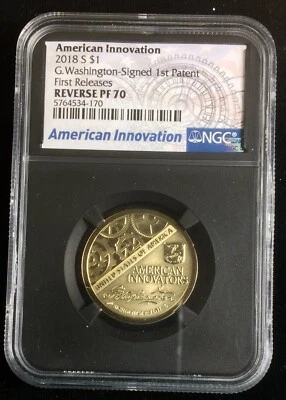 American Innovation
2018 S $1
G.Washington-Signed 1st Patent
First Releases
REVERSE PF 70
5764534-170
American Innovation NGC
UNITED STATES OF AMERICA
AMERICAN
INNOVATORS